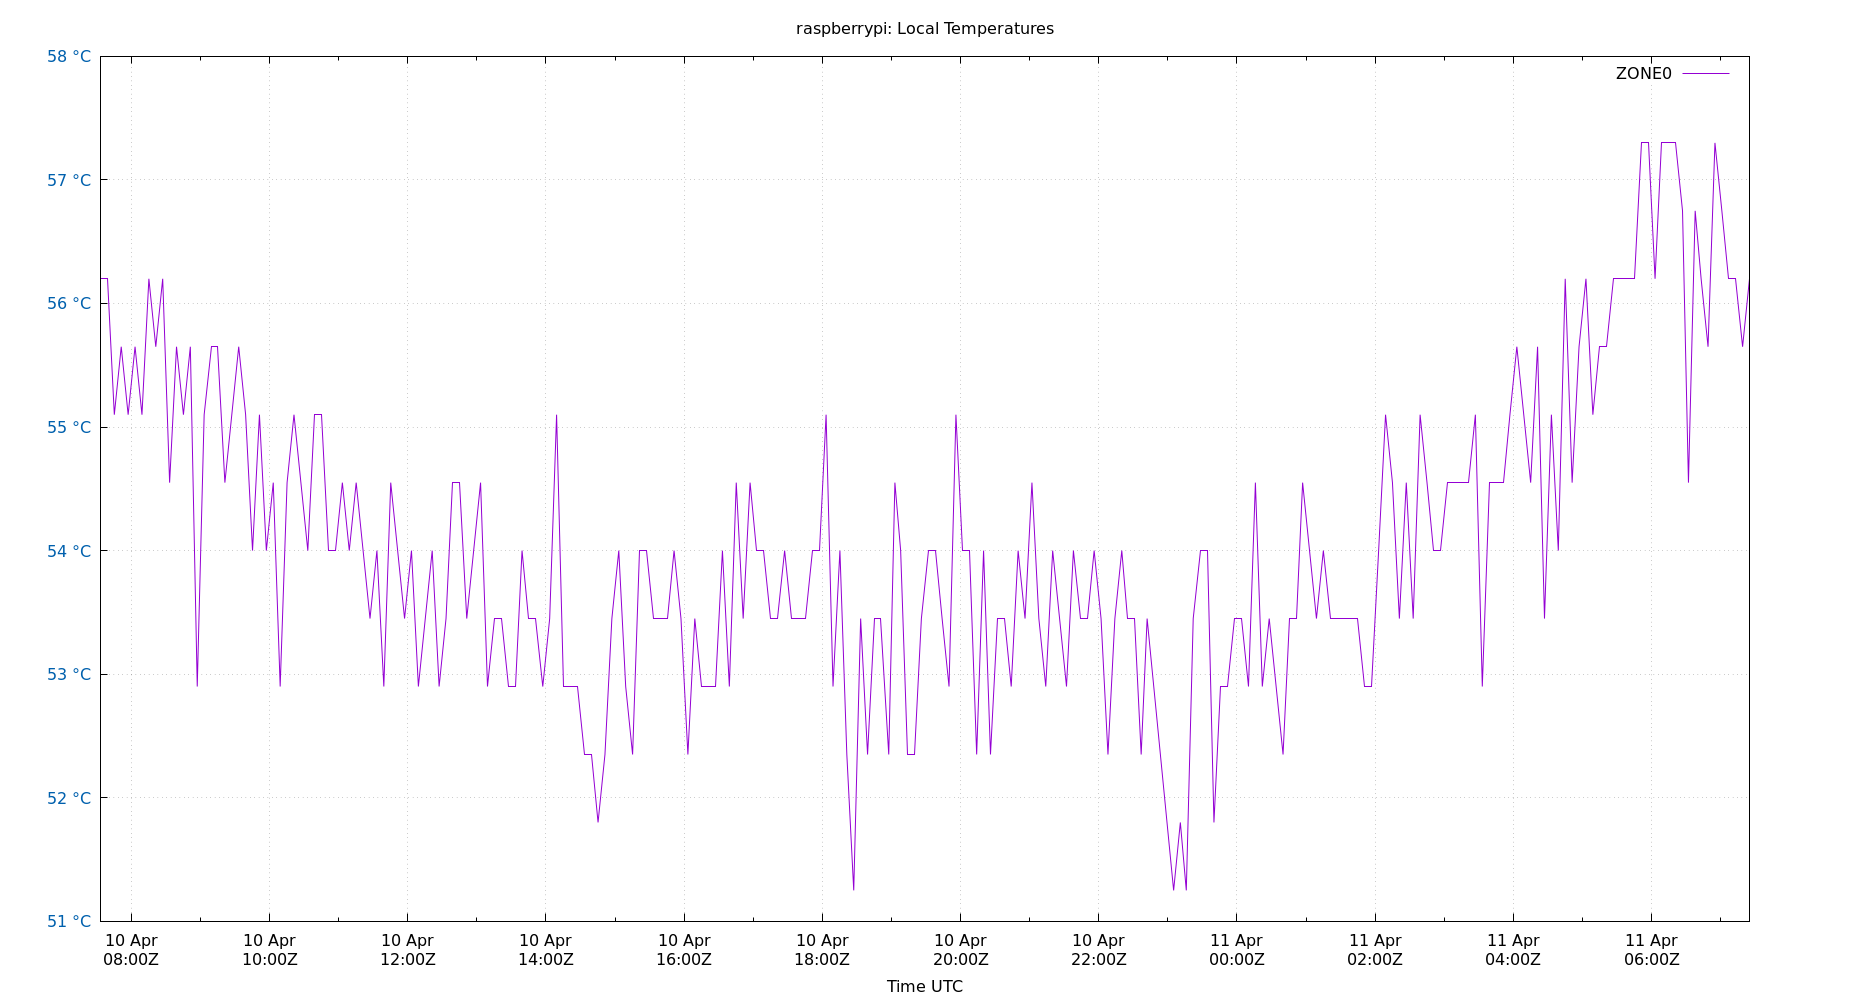 raspberrypi: Local Temperatures
58 °C
ZONE0
57 °C
56 °C
55 °C
54 °C
53 °C
52 °C
51 °C
10 Apr 10 Apr 10 Apr 10 Apr 10 Apr 10 Apr 10 Apr 10 Apr 11 Apr 11 Apr 11 Apr 11 Apr
08:00Z 10:00Z 12:00Z 14:00Z 16:00Z 18:00Z 20:00Z 22:00Z 00:00Z 02:00Z 04:00Z 06:00Z
Time UTC